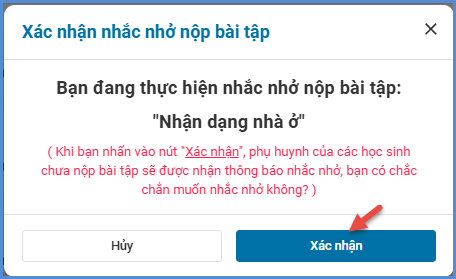 Xác nhận nhắc nhở nộp bài tập
Bạn đang thực hiện nhắc nhở nộp bài tập:
"Nhận dạng nhà ở"
( Khi bạn nhấn vào nút "Xác nhận", phụ huynh của các học sinh
chưa nộp bài tập sẽ được nhận thông báo nhắc nhở, bạn có chắc
chắn muốn nhắc nhở không? )
Hủy
Xác nhận